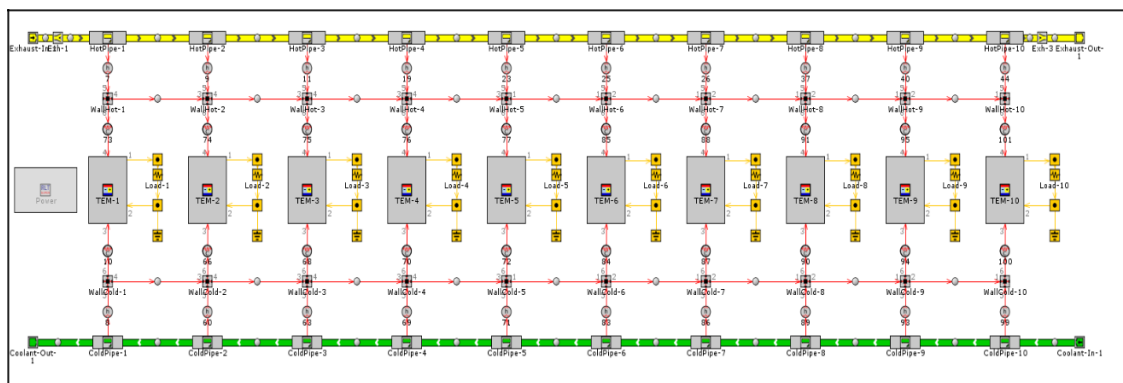 HotPipe-1 HotPipe-2 HotPipe-3 HotPipe-4 HotPipe-5 HotPipe-6 HotPipe-7 HotPipe-8 HotPipe-9 HotPipe-10
Exh-1 Exh-3 Exhaust-Out-
1
7 9 11 19 23 25 26 37 40 44
WallHot-1 WallHot-2 WallHot-3 WallHot-4 WallHot-5 WallHot-6 WallHot-7 WallHot-8 WallHot-9 WallHot-10
73 74 75 76 77 85 88 91 95 101
Load-1 Load-2 Load-3 Load-4 Load-5 Load-6 Load-7 Load-8 Load-9 Load-10
Power TEM-1 TEM-2 TEM-3 TEM-4 TEM-5 TEM-6 TEM-7 TEM-8 TEM-9 TEM-10
10 66 68 70 72 84 87 90 94 100
WallCold-1 WallCold-2 WallCold-3 WallCold-4 WallCold-5 WallCold-6 WallCold-7 WallCold-8 WallCold-9 WallCold-10
8 60 63 69 71 83 86 89 93 99
Coolant-Out-
1
ColdPipe-1 ColdPipe-2 ColdPipe-3 ColdPipe-4 ColdPipe-5 ColdPipe-6 ColdPipe-7 ColdPipe-8 ColdPipe-9 ColdPipe-10 Coolant-In-1